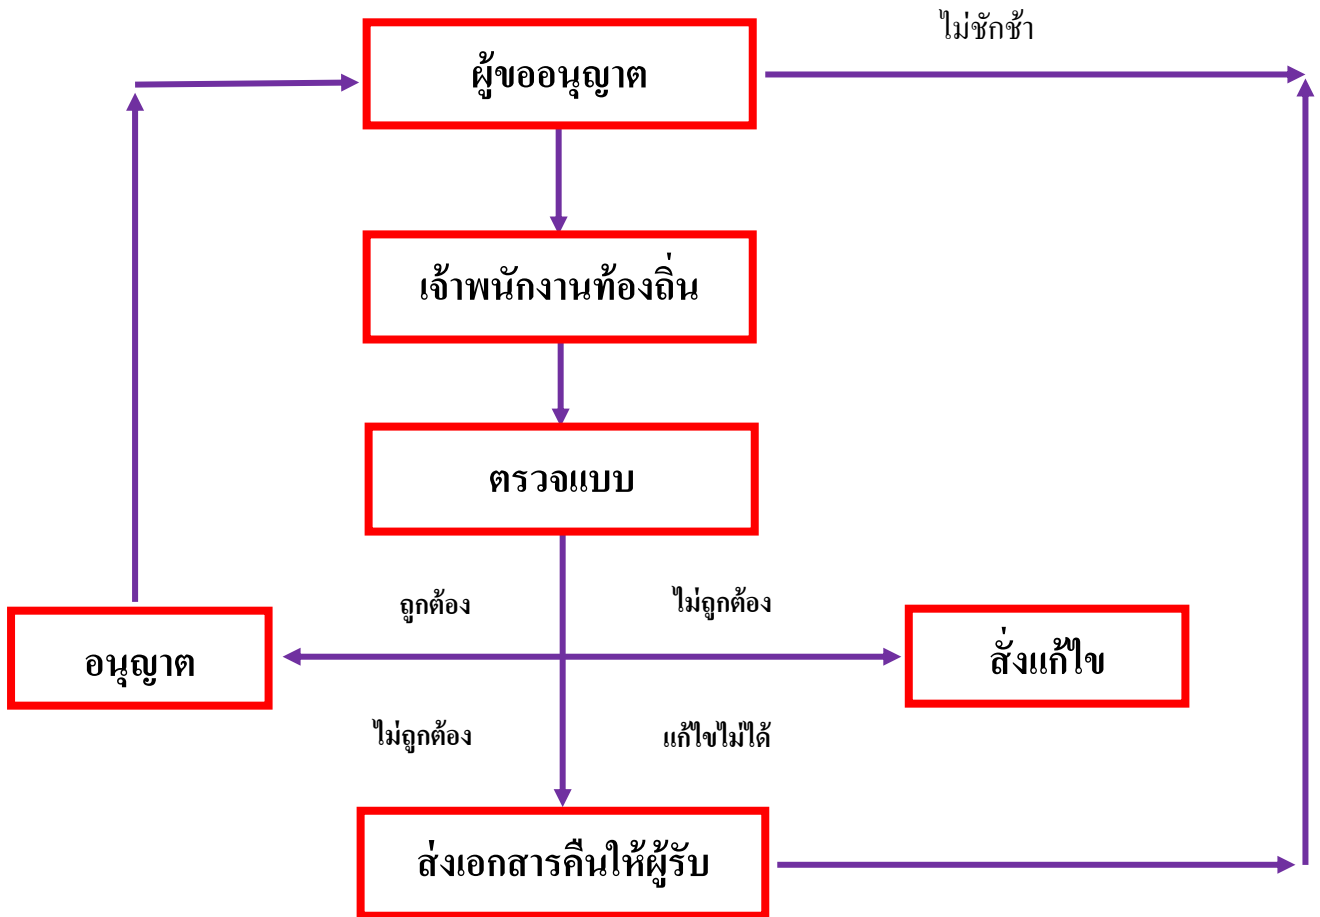 ไม่ชักช้า
ผู้ขออนุญาต
เจ้าพนักงานท้องถิ่น
ตรวจแบบ
ถูกต้อง
ไม่ถูกต้อง
อนุญาต
สั่งแก้ไข
ไม่ถูกต้อง
แก้ไขไม่ได้
ส่งเอกสารคืนให้ผู้รับ